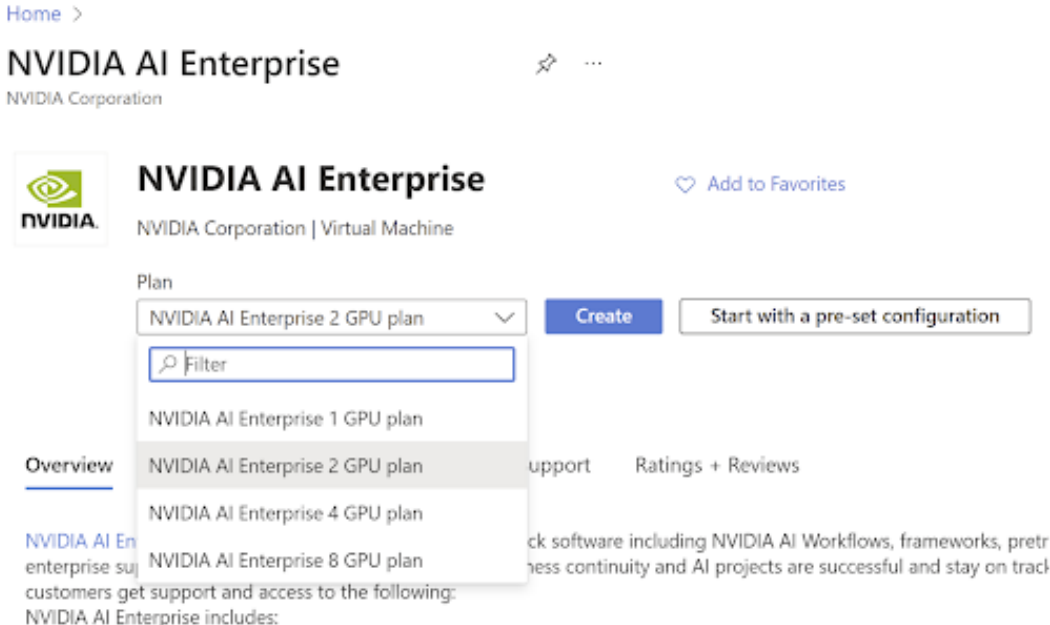 Home >
NVIDIA AI Enterprise
NVIDIA Corporation
NVIDIA.
NVIDIA AI Enterprise
Add to Favorites
NVIDIA Corporation | Virtual Machine
Plan
NVIDIA AI Enterprise 2 GPU plan
Create
Start with a pre-set configuration
Filter
NVIDIA AI Enterprise 1 GPU plan
NVIDIA AI Enterprise 2 GPU plan
NVIDIA AI Enterprise 4 GPU plan
NVIDIA AI Enterprise 8 GPU plan
Overview
upport
Ratings + Reviews
NVIDIA AI En ck software including NVIDIA AI Workflows, frameworks, pretr
enterprise su ness continuity and AI projects are successful and stay on track
customers get support and access to the following:
NVIDIA AI Enterprise includes: